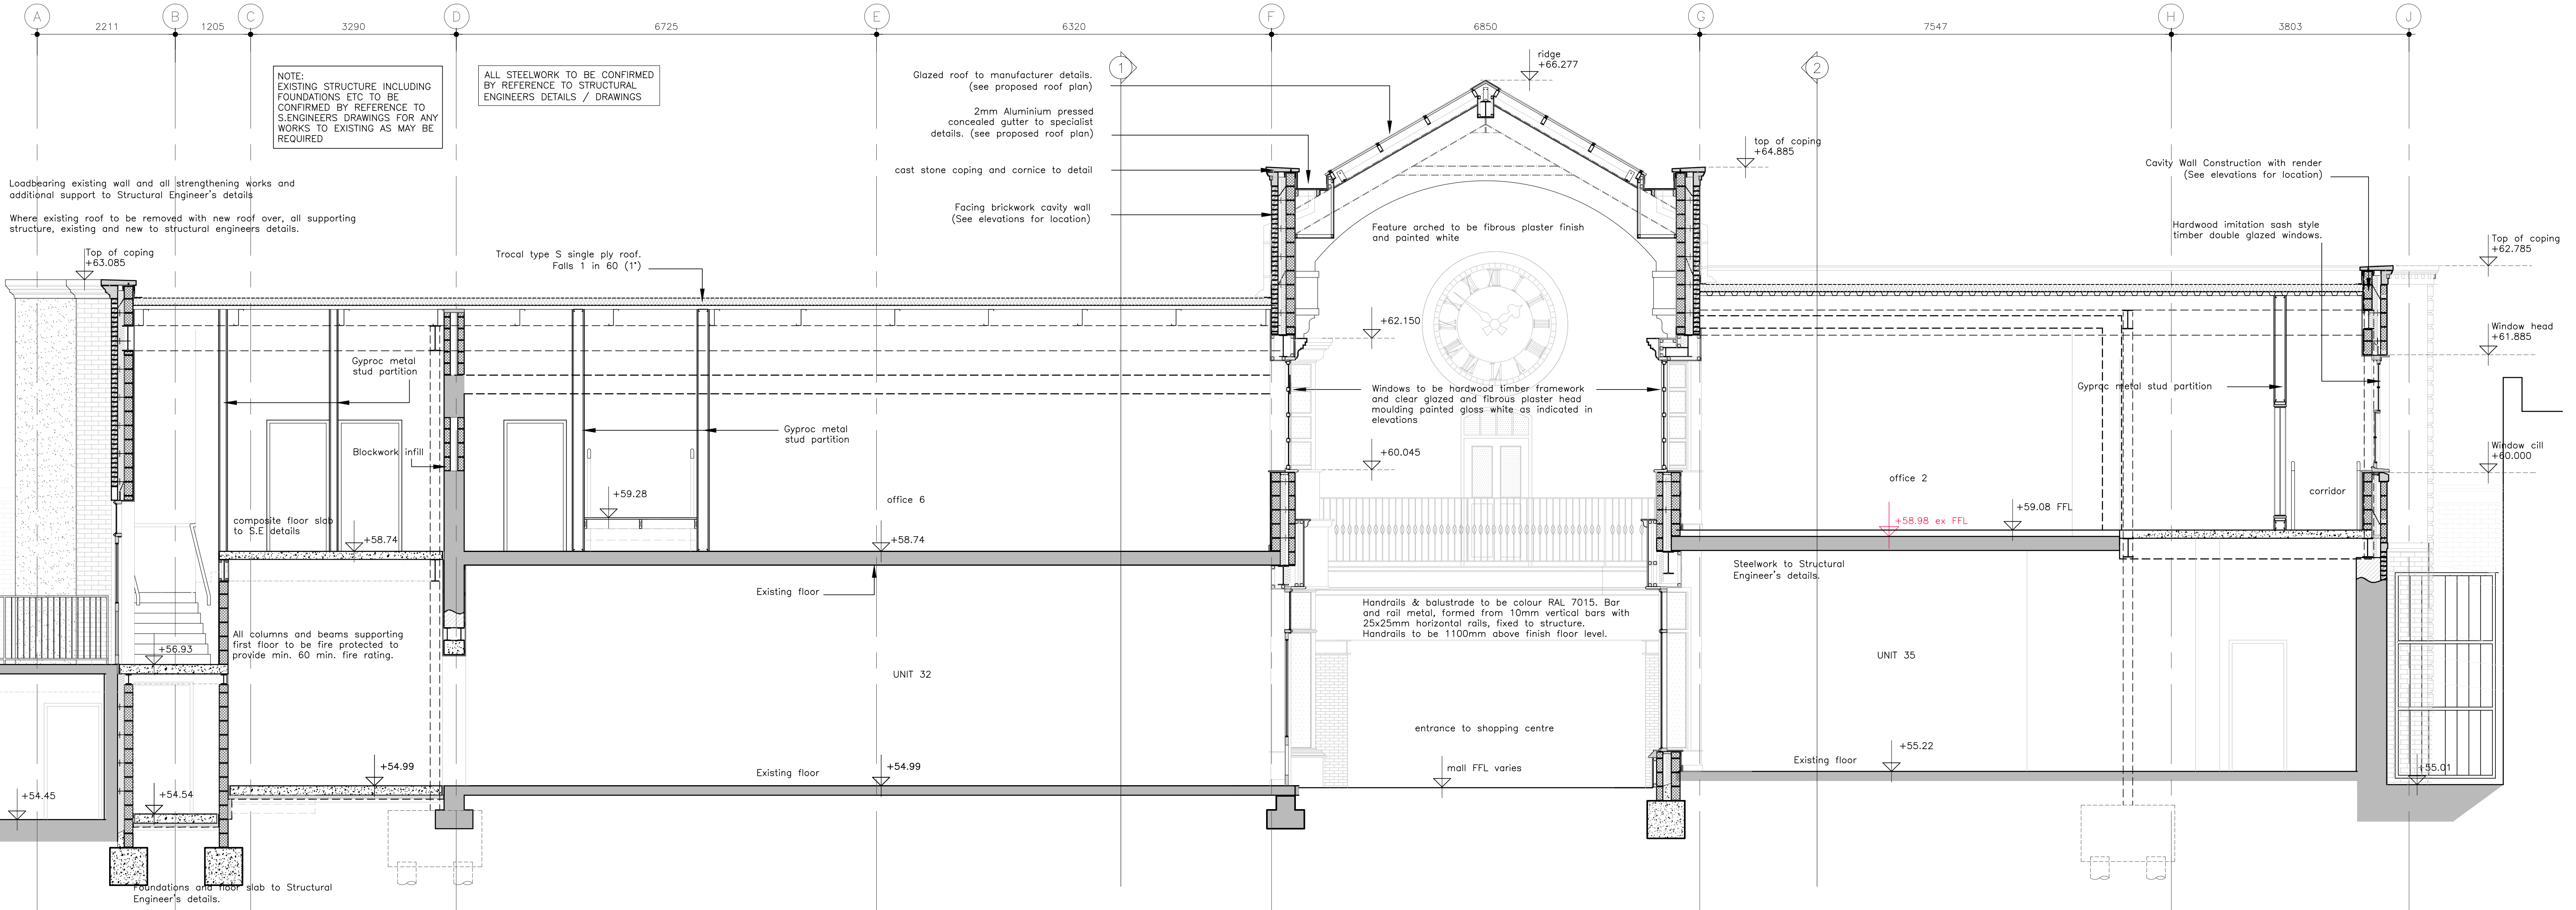 A
B
C
D
E
F
G
H
J
2211
1205
3290
6725
6320
6850
7547
3803
NOTE:
EXISTING STRUCTURE INCLUDING
FOUNDATIONS ETC TO BE
CONFIRMED BY REFERENCE TO
S.ENGINEERS DRAWINGS FOR ANY
WORKS TO EXISTING AS MAY BE
REQUIRED
ALL STEELWORK TO BE CONFIRMED
BY REFERENCE TO STRUCTURAL
ENGINEERS DETAILS / DRAWINGS
Glazed roof to manufacturer details.
(see proposed roof plan)
2mm Aluminium pressed
concealed gutter to specialist
details. (see proposed roof plan)
cast stone coping and cornice to detail
Facing brickwork cavity wall
(See elevations for location)
1
2
ridge
+66.277
top of coping
+64.885
Cavity Wall Construction with render
(See elevations for location)
Hardwood imitation sash style
timber double glazed windows.
Top of coping
+62.785
Window head
+61.885
Window cill
+60.000
Loadbearing existing wall and all strengthening works and
additional support to Structural Engineer's details
Where existing roof to be removed with new roof over, all supporting
structure, existing and new to structural engineers details.
Top of coping
+63.085
Trocal type S single ply roof.
Falls 1 in 60 (1°)
Feature arched to be fibrous plaster finish
and painted white
+62.150
Windows to be hardwood timber framework
and clear glazed and fibrous plaster head
moulding painted gloss white as indicated in
elevations
+60.045
Gyproc metal
stud partition
Gyproc metal
stud partition
Gyproc metal stud partition
Blockwork infill
+59.28
office 6
office 2
corridor
composite floor slab
to S.E details
+58.74
+58.74
+58.98 ex FFL
+59.08 FFL
Existing floor
Steelwork to Structural
Engineer's details.
Handrails & balustrade to be colour RAL 7015. Bar
and rail metal, formed from 10mm vertical bars with
25x25mm horizontal rails, fixed to structure.
Handrails to be 1100mm above finish floor level.
All columns and beams supporting
first floor to be fire protected to
provide min. 60 min. fire rating.
+56.93
UNIT 32
UNIT 35
entrance to shopping centre
mall FFL varies
+54.45
+54.54
+54.99
Existing floor
+54.99
Existing floor
+55.22
+55.01
Foundations and floor slab to Structural
Engineer's details.